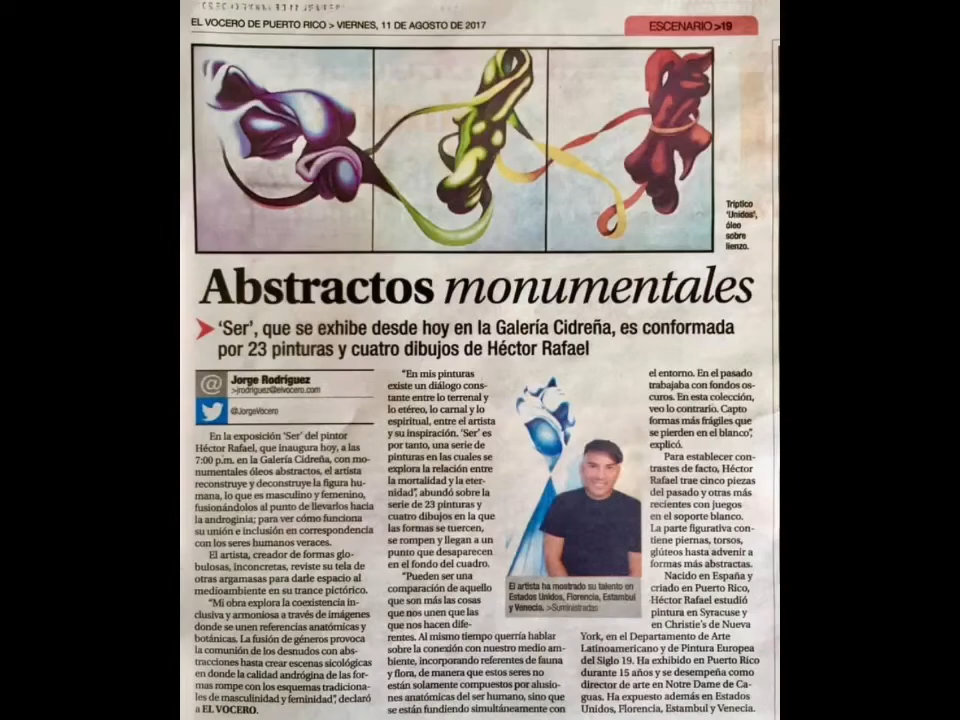 EL VOCERO DE PUERTO RICO > VIERNES, 11 DE AGOSTO DE 2017
ESCENARIO >19
Tríptico
'Unidos',
óleo
sobre
lienzo.
Abstractos monumentales
'Ser', que se exhibe desde hoy en la Galería Cidreña, es conformada
por 23 pinturas y cuatro dibujos de Héctor Rafael
@ Jorge Rodríguez
>jrodriguez@elvocero.com
@JorgeVocero
En la exposición 'Ser' del pintor
Héctor Rafael, que inaugura hoy, a las
7:00 p.m. en la Galería Cidreña, con mo-
numentales óleos abstractos, el artista
reconstruye y deconstruye la figura hu-
mana, lo que es masculino y femenino,
fusionándolos al punto de llevarlos hacia
la androginia; para ver cómo funciona
su unión e inclusión en correspondencia
con los seres humanos veraces.
El artista, creador de formas glo-
bulosas, inconcretas, reviste su tela de
otras argamasas para darle espacio al
medioambiente en su trance pictórico.
"Mi obra explora la coexistencia in-
clusiva y armoniosa a través de imágenes
donde se unen referencias anatómicas y
botánicas. La fusión de géneros provoca
la comunión de los desnudos con abs-
tracciones hasta crear escenas sicológicas
en donde la calidad andrógina de las for-
mas rompe con los esquemas tradiciona-
les de masculinidad y feminidad", declaró
a EL VOCERO.
"En mis pinturas
existe un diálogo cons-
tante entre lo terrenal y
lo etéreo, lo carnal y lo
espiritual, entre el artista
y su inspiración. 'Ser' es
por tanto, una serie de
pinturas en las cuales se
explora la relación entre
la mortalidad y la eter-
nidad", abundó sobre la
serie de 23 pinturas y
cuatro dibujos en la que
las formas se tuercen,
se rompen y llegan a un
punto que desaparecen
en el fondo del cuadro.
"Pueden ser una
comparación de aquello
que son más las cosas
que nos unen que las
que nos hacen dife-
rentes. Al mismo tiempo querría hablar
sobre la conexión con nuestro medio am-
biente, incorporando referentes de fauna
y flora, de manera que estos seres no
están solamente compuestos por alusio-
nes anatómicas del ser humano, sino que
se están fundiendo simultáneamente con
El artista ha mostrado su talento en
Estados Unidos, Florencia, Estambul
y Venecia. >Suministradas
el entorno. En el pasado
trabajaba con fondos os-
curos. En esta colección,
veo lo contrario. Capto
formas más frágiles que
se pierden en el blanco",
explicó.
Para establecer con-
trastes de facto, Héctor
Rafael trae cinco piezas
del pasado y otras más
recientes con juegos
en el soporte blanco.
La parte figurativa con-
tiene piernas, torsos,
glúteos hasta advenir a
formas más abstractas.
Nacido en España y
criado en Puerto Rico,
Héctor Rafael estudió
pintura en Syracuse y
en Christie's de Nueva
York, en el Departamento de Arte
Latinoamericano y de Pintura Europea
del Siglo 19. Ha exhibido en Puerto Rico
durante 15 años y se desempeña como
director de arte en Notre Dame de Ca-
guas. Ha expuesto además en Estados
Unidos, Florencia, Estambul y Venecia.